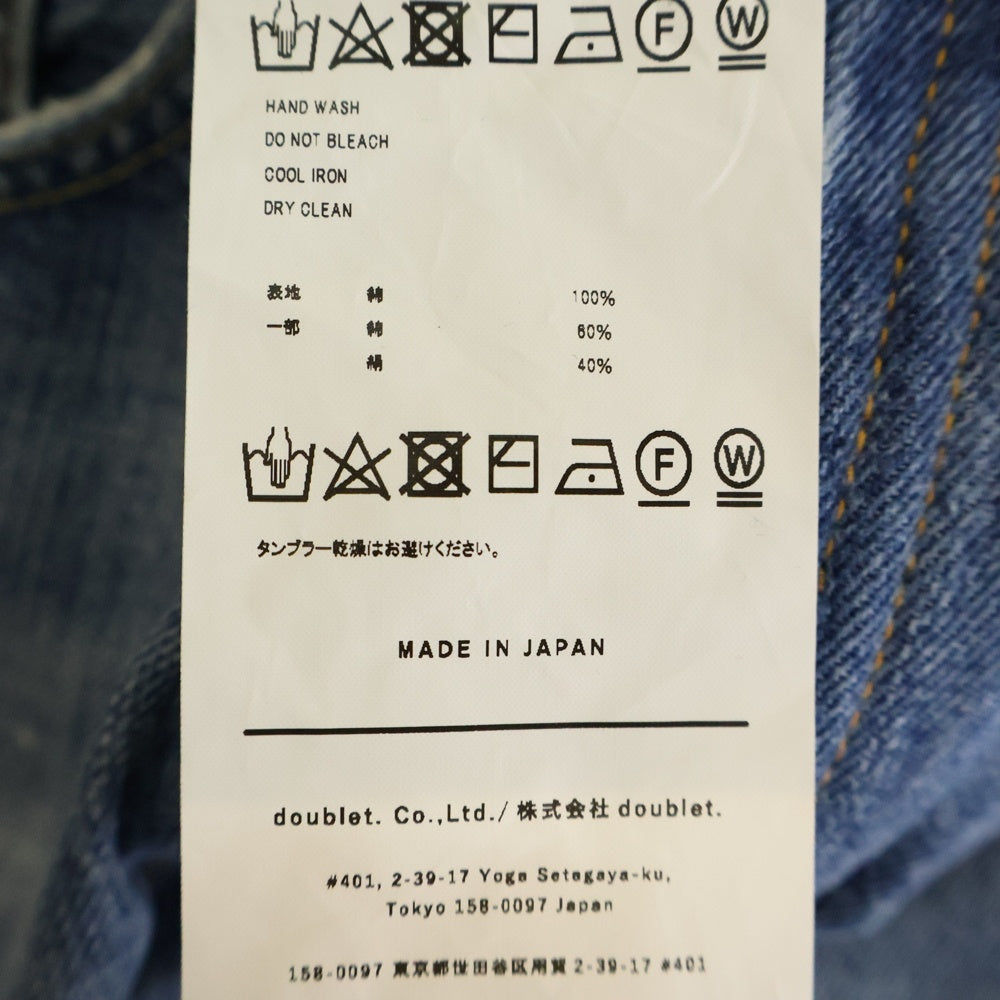 F W
HAND WASH
DO NOT BLEACH
COOL IRON
DRY CLEAN
表地 綿 100%
一部 綿 60%
絹 40%
F W
タンブラー乾燥はお避けください。
MADE IN JAPAN
doublet. Co.,Ltd./ 株式会社 doublet.
#401, 2-39-17 Yoga Setagaya-ku,
Tokyo 158-0097 Japan
158-0097 東京都世田谷区用賀 2-39-17 #401